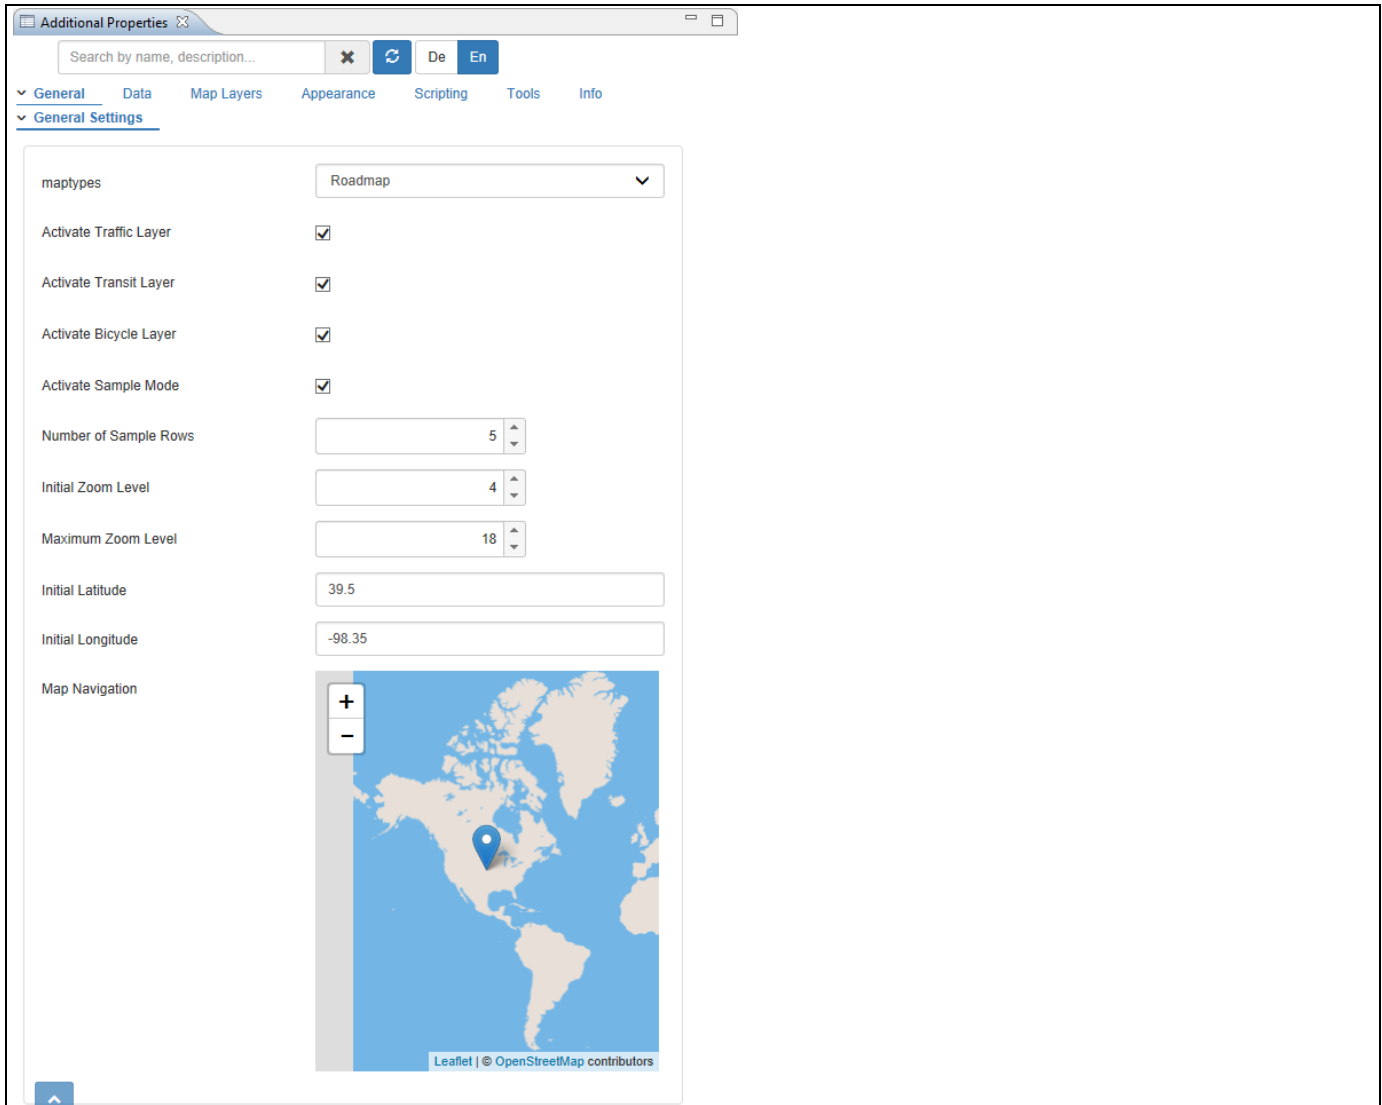 Additional Properties
Search by name, description...
De En
General Data Map Layers Appearance Scripting Tools Info
General Settings
maptypes Roadmap
Activate Traffic Layer
Activate Transit Layer
Activate Bicycle Layer
Activate Sample Mode
Number of Sample Rows 5
Initial Zoom Level 4
Maximum Zoom Level 18
Initial Latitude 39.5
Initial Longitude -98.35
Map Navigation
+
−
Leaflet | © OpenStreetMap contributors